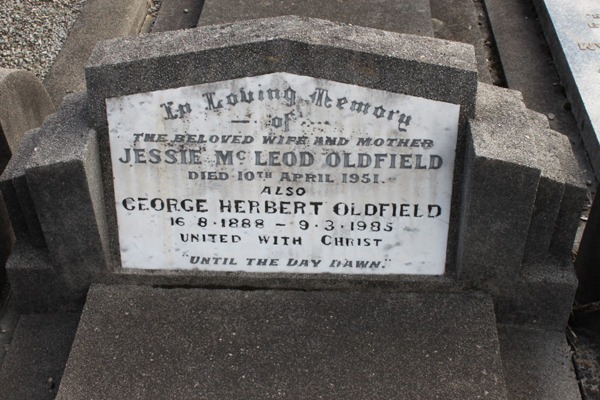 In Loving Memory
— of —
THE BELOVED WIFE AND MOTHER
JESSIE McLEOD OLDFIELD
DIED 10TH APRIL 1951.
ALSO
GEORGE HERBERT OLDFIELD
16·8·1888 – 9·3·1985
UNITED WITH CHRIST
"UNTIL THE DAY DAWN."